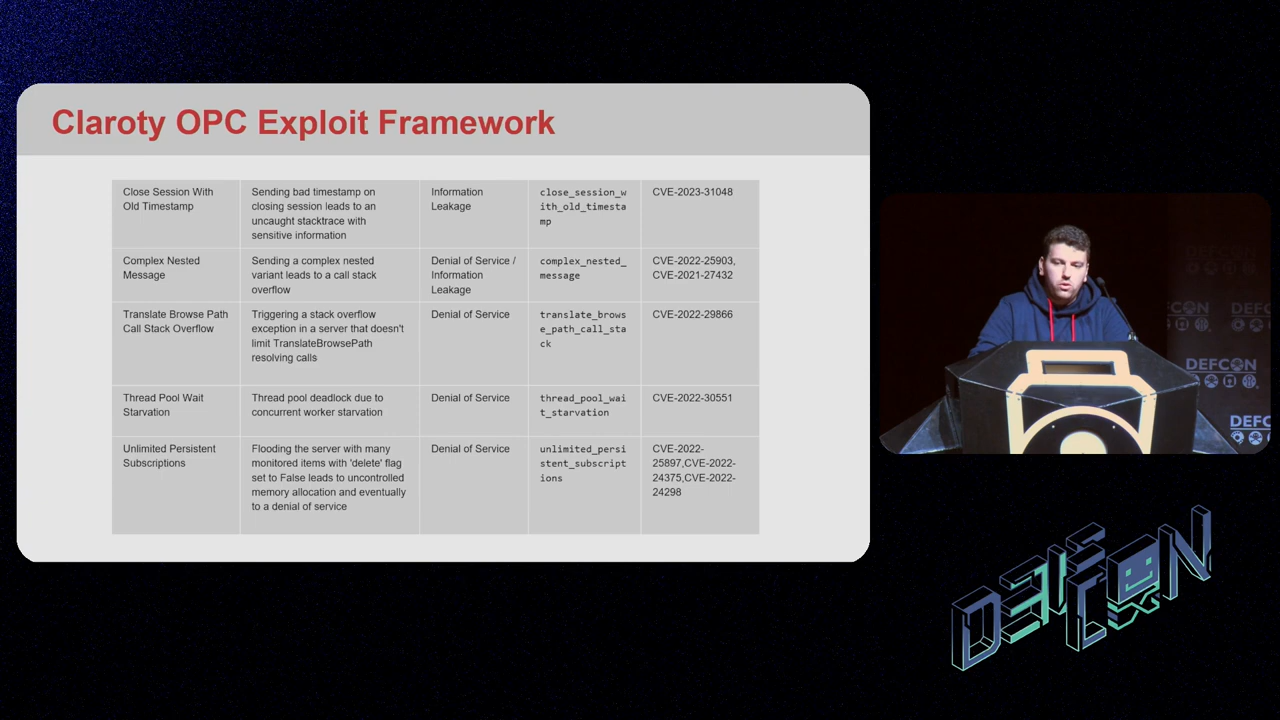 Claroty OPC Exploit Framework
Close Session With
Old Timestamp
Sending bad timestamp on
closing session leads to an
uncaught stacktrace with
sensitive information
Information
Leakage
close_session_w
ith_old_timesta
mp
CVE-2023-31048
Complex Nested
Message
Sending a complex nested
variant leads to a call stack
overflow
Denial of Service /
Information
Leakage
complex_nested_
message
CVE-2022-25903,
CVE-2021-27432
Translate Browse Path
Call Stack Overflow
Triggering a stack overflow
exception in a server that doesn't
limit TranslateBrowsePath
resolving calls
Denial of Service
translate_brows
e_path_call_sta
ck
CVE-2022-29866
Thread Pool Wait
Starvation
Thread pool deadlock due to
concurrent worker starvation
Denial of Service
thread_pool_wai
t_starvation
CVE-2022-30551
Unlimited Persistent
Subscriptions
Flooding the server with many
monitored items with 'delete' flag
set to False leads to uncontrolled
memory allocation and eventually
to a denial of service
Denial of Service
unlimited_persi
stent_subscript
ions
CVE-2022-
25897,CVE-2022-
24375,CVE-2022-
24298
DEFCON
DEFC
DEFCON
DEFC
DEFCON
DEFC
DEFCON